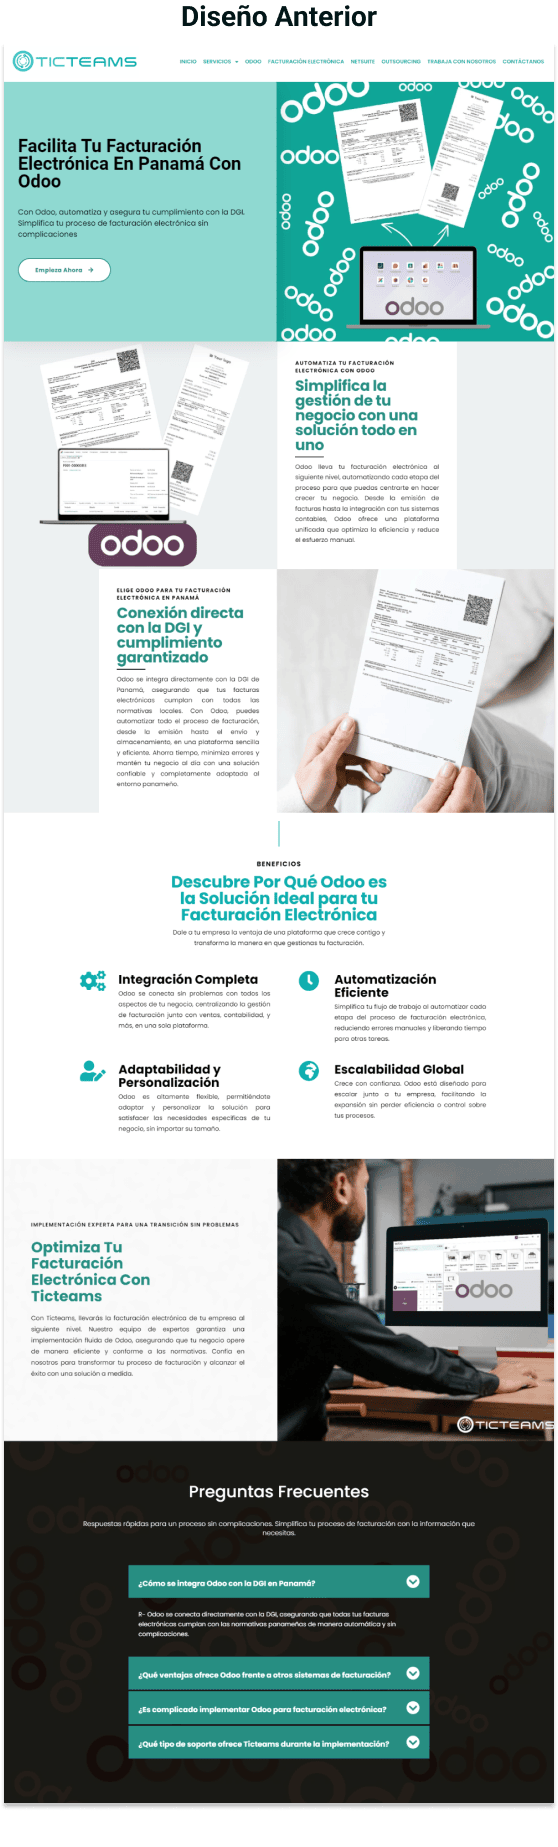 Diseño Anterior
TICTEAMS
INICIO SERVICIOS ODOO FACTURACIÓN ELECTRÓNICA NETSUITE OUTSOURCING TRABAJA CON NOSOTROS CONTÁCTANOS
Facilita Tu Facturación
Electrónica En Panamá Con
Odoo
Con Odoo, automatiza y asegura tu cumplimiento con la DGI.
Simplifica tu proceso de facturación electrónica sin
complicaciones
Empieza Ahora →
odoo
odoo
AUTOMATIZA TU FACTURACIÓN
ELECTRÓNICA CON ODOO
Simplifica la
gestión de tu
negocio con una
solución todo en
uno
Odoo lleva tu facturación electrónica al
siguiente nivel, automatizando cada etapa del
proceso para que puedas centrarte en hacer
crecer tu negocio. Desde la emisión de
facturas hasta la integración con tus sistemas
contables, Odoo ofrece una plataforma
unificada que optimiza la eficiencia y reduce
el esfuerzo manual.
odoo
ELIGE ODOO PARA TU FACTURACIÓN
ELECTRÓNICA EN PANAMÁ
Conexión directa
con la DGI y
cumplimiento
garantizado
Odoo se integra directamente con la DGI de
Panamá, asegurando que tus facturas
electrónicas cumplan con todas las
normativas locales. Con Odoo, puedes
automatizar todo el proceso de facturación,
desde la emisión hasta el envío y
almacenamiento, en una plataforma sencilla
y eficiente. Ahorra tiempo, minimiza errores y
mantén tu negocio al día con una solución
confiable y completamente adaptada al
entorno panameño.
BENEFICIOS
Descubre Por Qué Odoo es
la Solución Ideal para tu
Facturación Electrónica
Dale a tu empresa la ventaja de una plataforma que crece contigo y
transforma la manera en que gestionas tu facturación.
Integración Completa
Odoo se conecta sin problemas con todos los
aspectos de tu negocio, centralizando la gestión
de facturación junto con ventas, contabilidad, y
más, en una sola plataforma.
Automatización
Eficiente
Simplifica tu flujo de trabajo al automatizar cada
etapa del proceso de facturación electrónica,
reduciendo errores manuales y liberando tiempo
para otras tareas.
Adaptabilidad y
Personalización
Odoo es altamente flexible, permitiéndote
adaptar y personalizar la solución para
satisfacer las necesidades específicas de tu
negocio, sin importar su tamaño.
Escalabilidad Global
Crece con confianza. Odoo está diseñado para
escalar junto a tu empresa, facilitando la
expansión sin perder eficiencia o control sobre
tus procesos.
IMPLEMENTACIÓN EXPERTA PARA UNA TRANSICIÓN SIN PROBLEMAS
Optimiza Tu
Facturación
Electrónica Con
Ticteams
Con Ticteams, llevarás la facturación electrónica de tu empresa al
siguiente nivel. Nuestro equipo de expertos garantiza una
implementación fluida de Odoo, asegurando que tu negocio opere
de manera eficiente y conforme a las normativas. Confía en
nosotros para transformar tu proceso de facturación y alcanzar el
éxito con una solución a medida.
odoo
TICTEAMS
Preguntas Frecuentes
Respuestas rápidas para un proceso sin complicaciones. Simplifica tu proceso de facturación con la información que
necesitas.
¿Cómo se integra Odoo con la DGI en Panamá?
R- Odoo se conecta directamente con la DGI, asegurando que todas tus facturas
electrónicas cumplan con las normativas panameñas de manera automática y sin
complicaciones.
¿Qué ventajas ofrece Odoo frente a otros sistemas de facturación?
¿Es complicado implementar Odoo para facturación electrónica?
¿Qué tipo de soporte ofrece Ticteams durante la implementación?